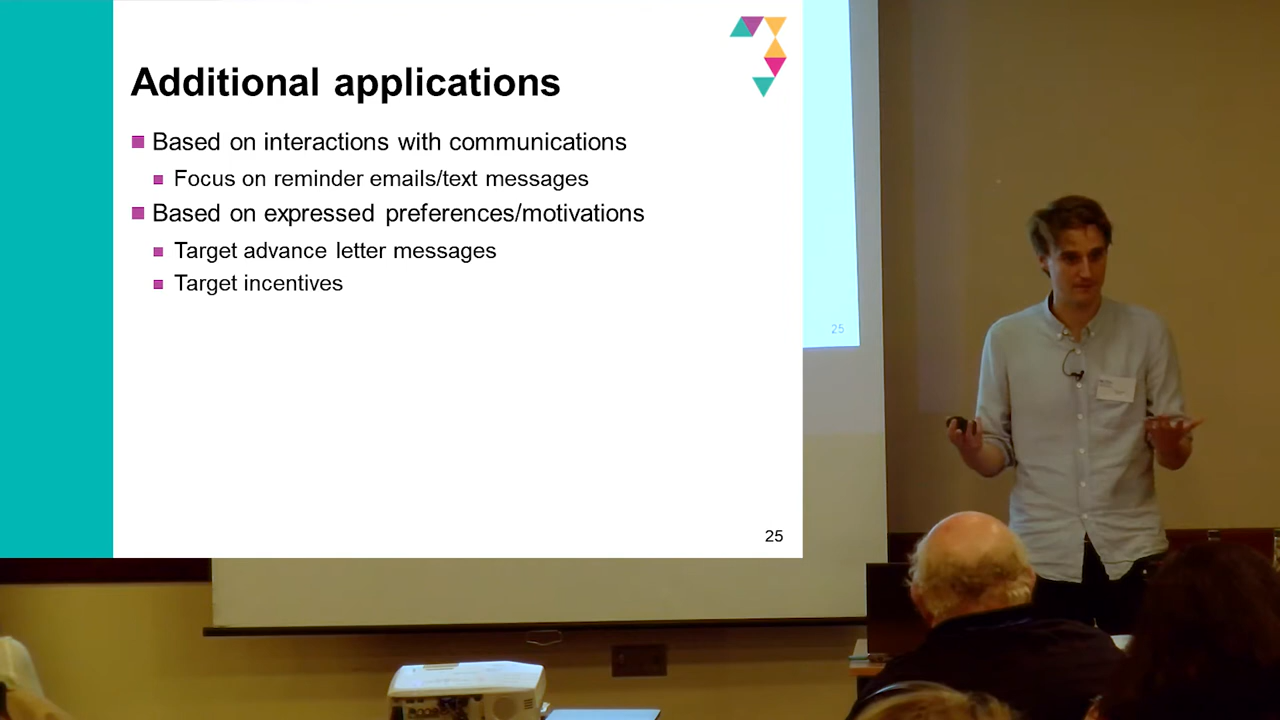 Additional applications
Based on interactions with communications
Focus on reminder emails/text messages
Based on expressed preferences/motivations
Target advance letter messages
Target incentives
25
25